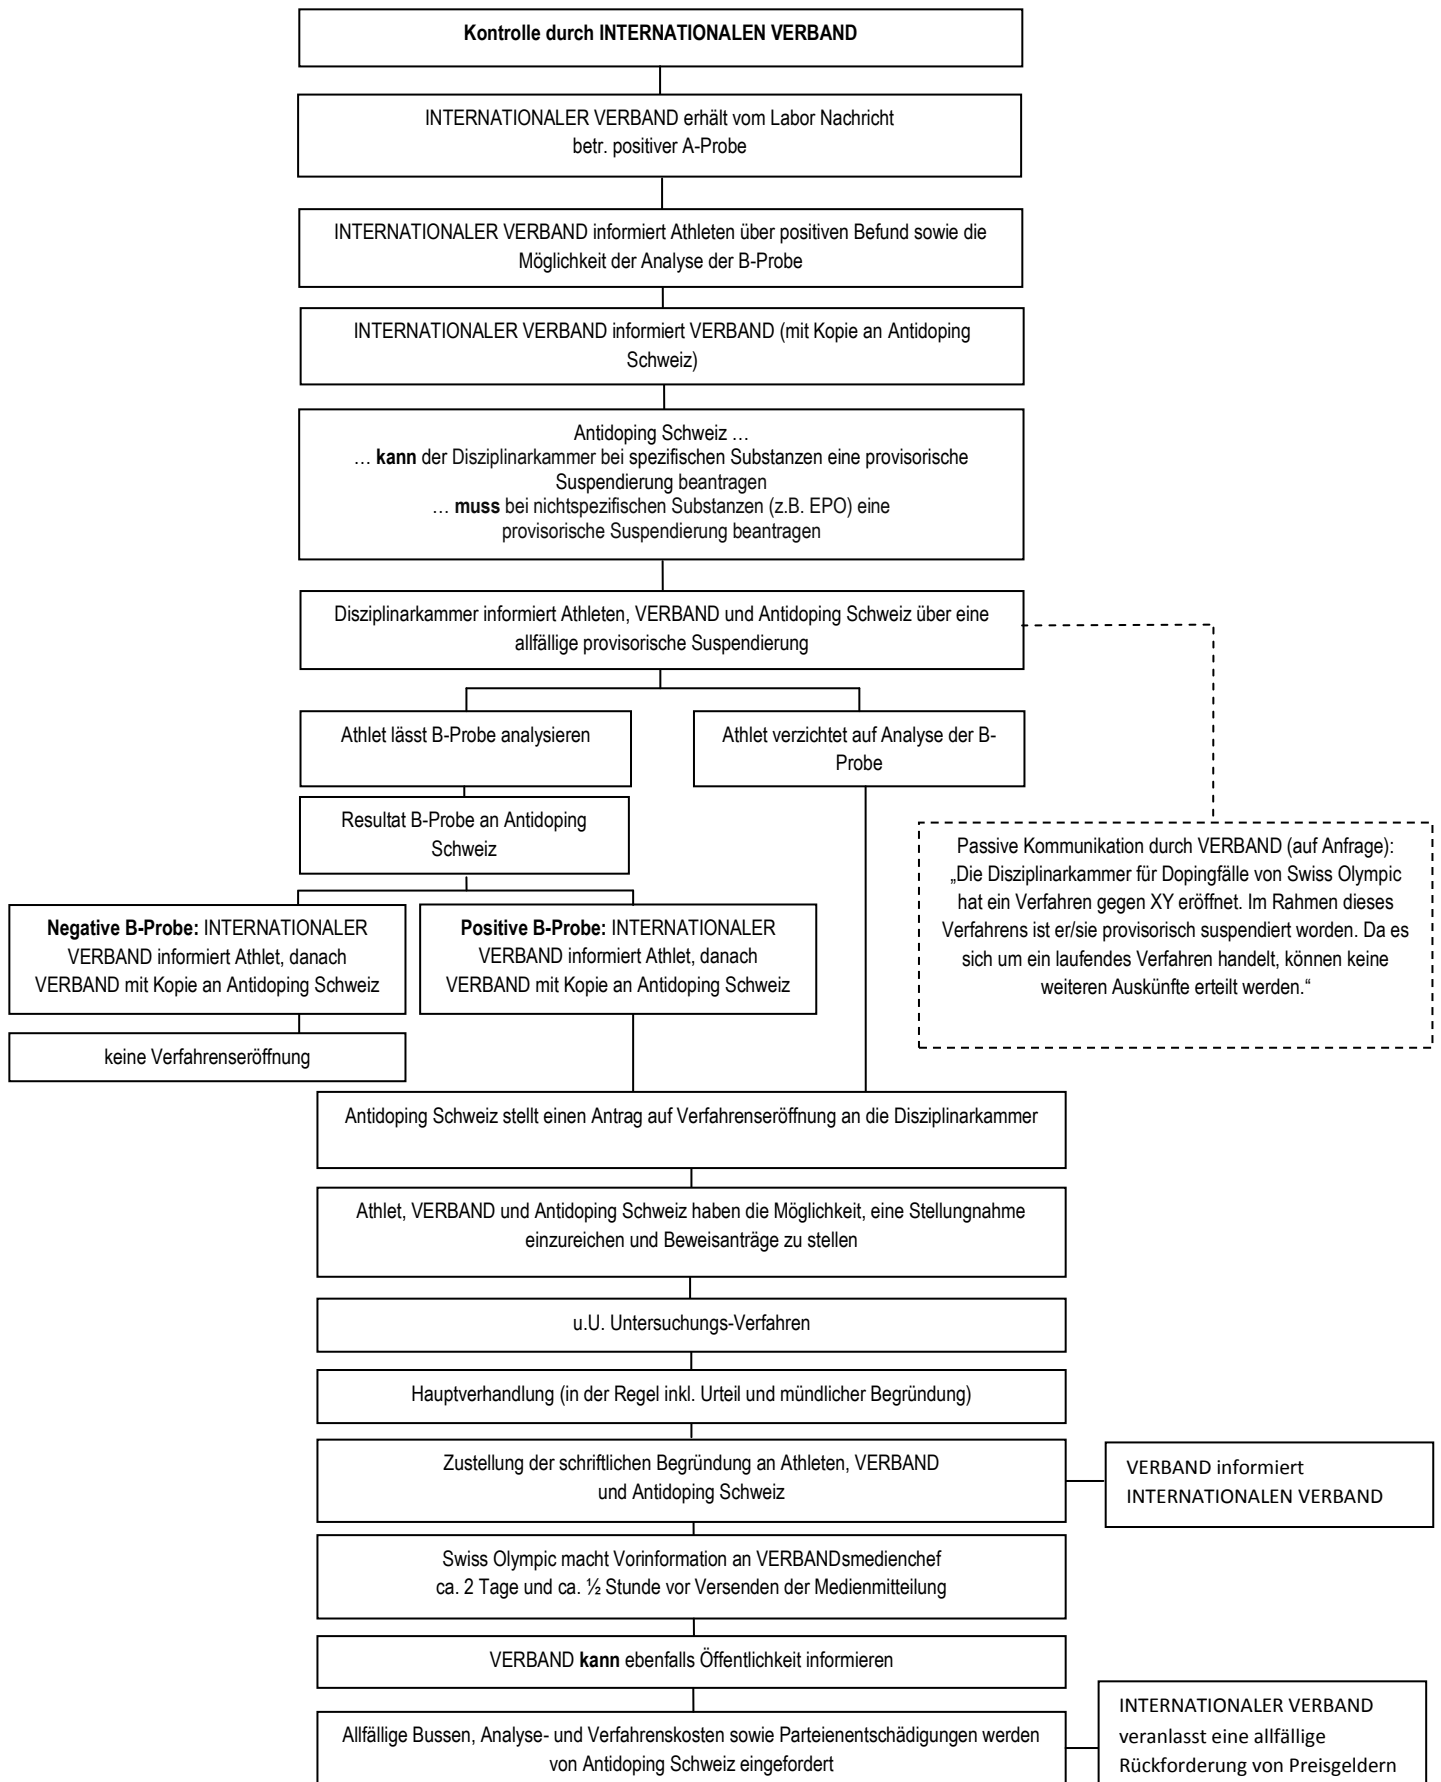 Kontrolle durch INTERNATIONALEN VERBAND
INTERNATIONALER VERBAND erhält vom Labor Nachricht
betr. positiver A-Probe
INTERNATIONALER VERBAND informiert Athleten über positiven Befund sowie die
Möglichkeit der Analyse der B-Probe
INTERNATIONALER VERBAND informiert VERBAND (mit Kopie an Antidoping
Schweiz)
Antidoping Schweiz …
… kann der Disziplinarkammer bei spezifischen Substanzen eine provisorische
Suspendierung beantragen
… muss bei nichtspezifischen Substanzen (z.B. EPO) eine
provisorische Suspendierung beantragen
Disziplinarkammer informiert Athleten, VERBAND und Antidoping Schweiz über eine
allfällige provisorische Suspendierung
Athlet lässt B-Probe analysieren
Athlet verzichtet auf Analyse der B-
Probe
Resultat B-Probe an Antidoping
Schweiz
Passive Kommunikation durch VERBAND (auf Anfrage):
„Die Disziplinarkammer für Dopingfälle von Swiss Olympic
hat ein Verfahren gegen XY eröffnet. Im Rahmen dieses
Verfahrens ist er/sie provisorisch suspendiert worden. Da es
sich um ein laufendes Verfahren handelt, können keine
weiteren Auskünfte erteilt werden.“
Negative B-Probe: INTERNATIONALER
VERBAND informiert Athlet, danach
VERBAND mit Kopie an Antidoping Schweiz
Positive B-Probe: INTERNATIONALER
VERBAND informiert Athlet, danach
VERBAND mit Kopie an Antidoping Schweiz
keine Verfahrenseröffnung
Antidoping Schweiz stellt einen Antrag auf Verfahrenseröffnung an die Disziplinarkammer
Athlet, VERBAND und Antidoping Schweiz haben die Möglichkeit, eine Stellungnahme
einzureichen und Beweisanträge zu stellen
u.U. Untersuchungs-Verfahren
Hauptverhandlung (in der Regel inkl. Urteil und mündlicher Begründung)
Zustellung der schriftlichen Begründung an Athleten, VERBAND
und Antidoping Schweiz
VERBAND informiert
INTERNATIONALEN VERBAND
Swiss Olympic macht Vorinformation an VERBANDsmedienchef
ca. 2 Tage und ca. ½ Stunde vor Versenden der Medienmitteilung
VERBAND kann ebenfalls Öffentlichkeit informieren
Allfällige Bussen, Analyse- und Verfahrenskosten sowie Parteienentschädigungen werden
von Antidoping Schweiz eingefordert
INTERNATIONALER VERBAND
veranlasst eine allfällige
Rückforderung von Preisgeldern